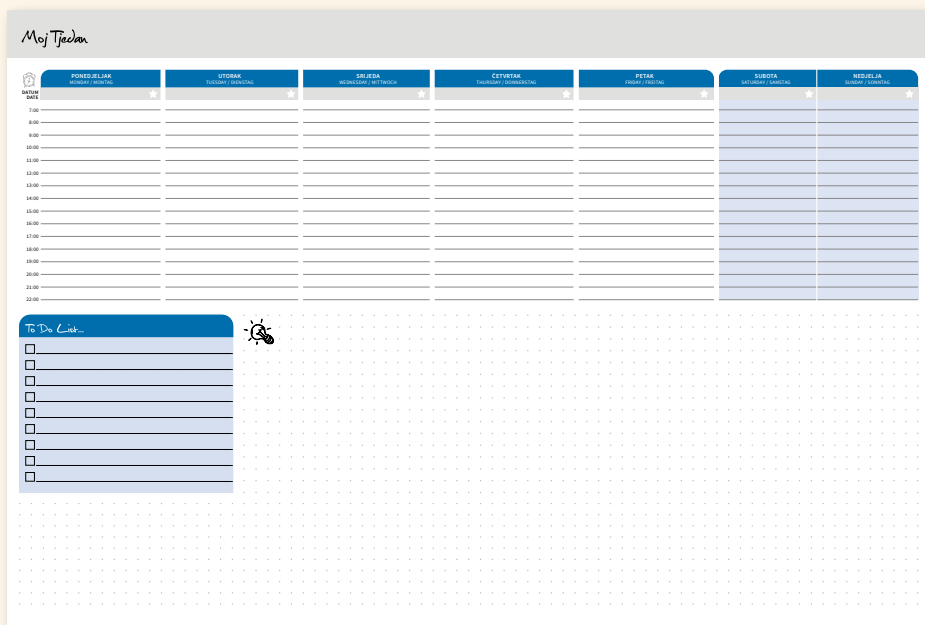 Moj Tjedan
PONEDJELJAK
MONDAY / MONTAG
UTORAK
TUESDAY / DIENSTAG
SRIJEDA
WEDNESDAY / MITTWOCH
ČETVRTAK
THURSDAY / DONNERSTAG
PETAK
FRIDAY / FREITAG
SUBOTA
SATURDAY / SAMSTAG
NEDJELJA
SUNDAY / SONNTAG
DATUM
DATE
7:00
8:00
9:00
10:00
11:00
12:00
13:00
14:00
15:00
16:00
17:00
18:00
19:00
20:00
21:00
22:00
To Do List...